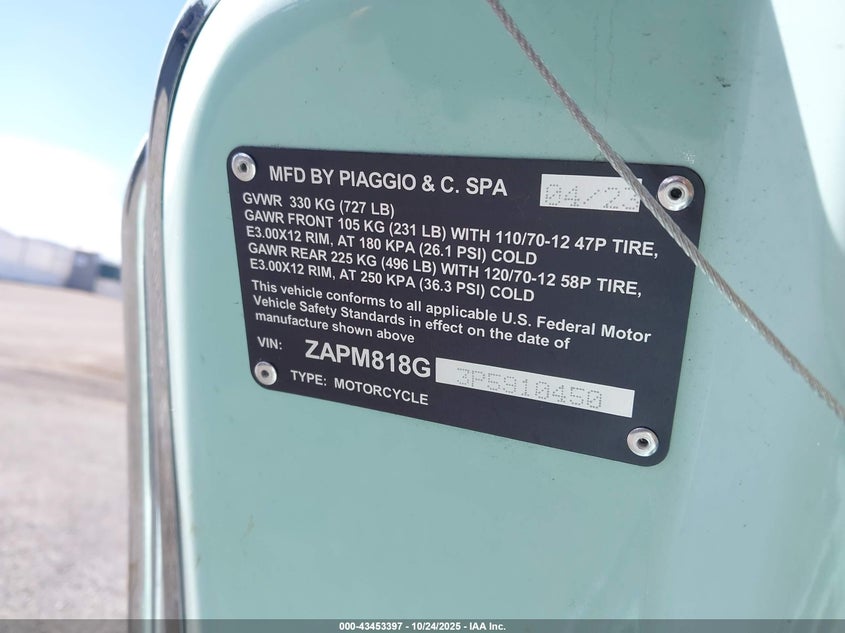 MFD BY PIAGGIO & C. SPA 04/23
GVWR 330 KG (727 LB)
GAWR FRONT 105 KG (231 LB) WITH 110/70-12 47P TIRE,
E3.00X12 RIM, AT 180 KPA (26.1 PSI) COLD
GAWR REAR 225 KG (496 LB) WITH 120/70-12 58P TIRE,
E3.00X12 RIM, AT 250 KPA (36.3 PSI) COLD
This vehicle conforms to all applicable U.S. Federal Motor
Vehicle Safety Standards in effect on the date of
manufacture shown above
VIN: ZAPM818G 3P5910450
TYPE: MOTORCYCLE
000-43453397 - 10/24/2025 - IAA Inc.